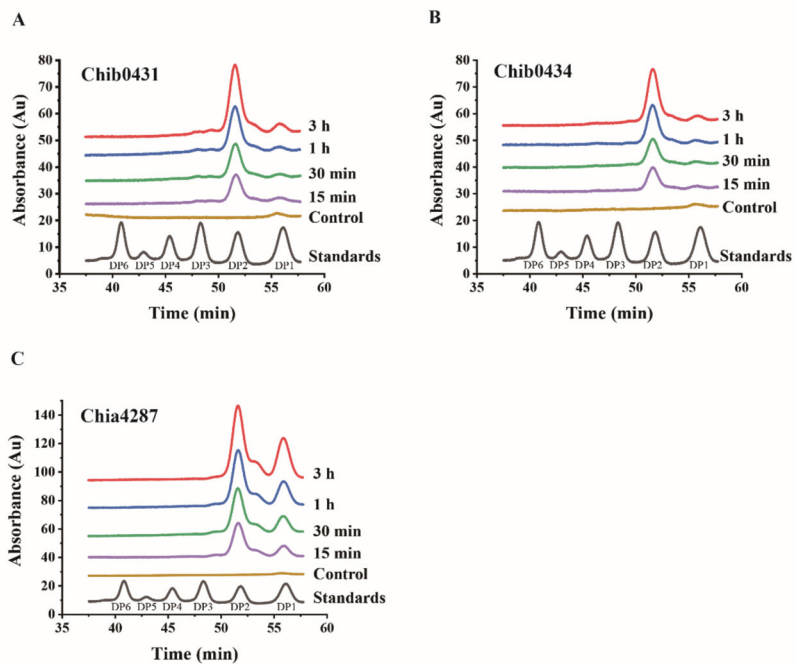 A
Chib0431
Absorbance (Au)
80
70
60
50
40
30
20
10
0
3 h
1 h
30 min
15 min
Control
Standards
DP6 DP5 DP4 DP3 DP2 DP1
35 40 45 50 55 60
Time (min)
B
Chib0434
Absorbance (Au)
80
70
60
50
40
30
20
10
0
3 h
1 h
30 min
15 min
Control
Standards
DP6 DP5 DP4 DP3 DP2 DP1
35 40 45 50 55 60
Time (min)
C
Chia4287
Absorbance (Au)
140
120
100
80
60
40
20
0
3 h
1 h
30 min
15 min
Control
Standards
DP6 DP5 DP4 DP3 DP2 DP1
35 40 45 50 55 60
Time (min)